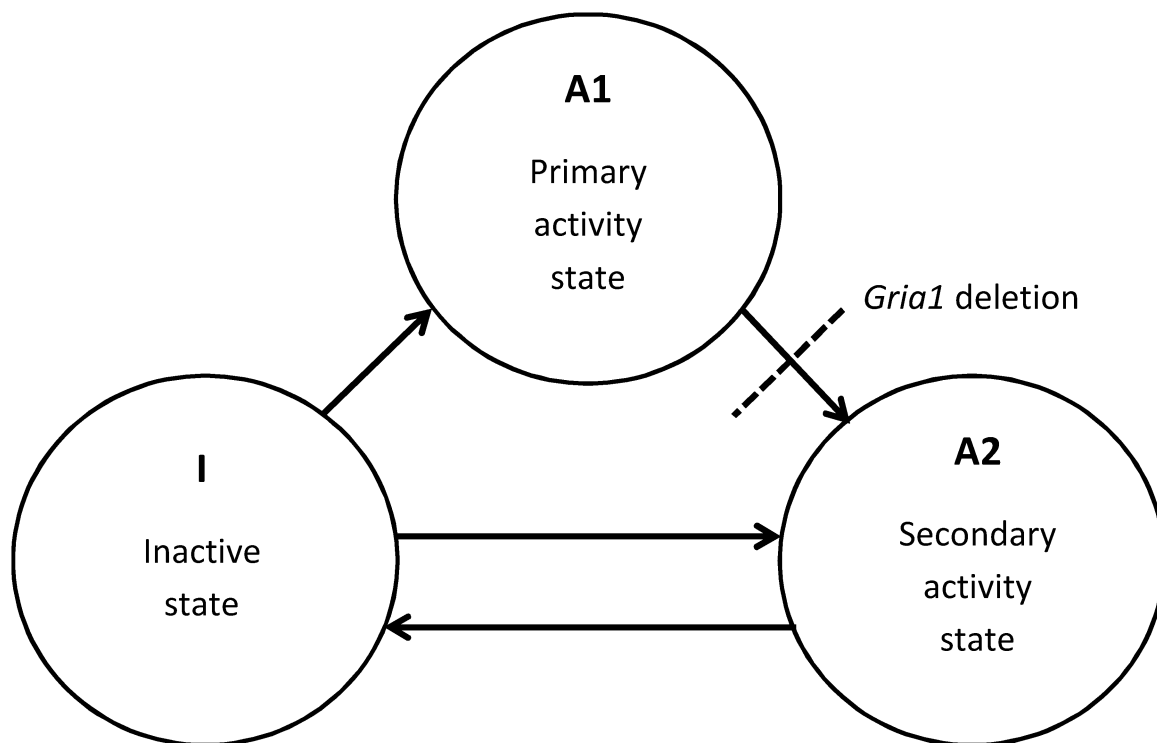 A1
Primary
activity
state
Gria1 deletion
I
Inactive
state
A2
Secondary
activity
state